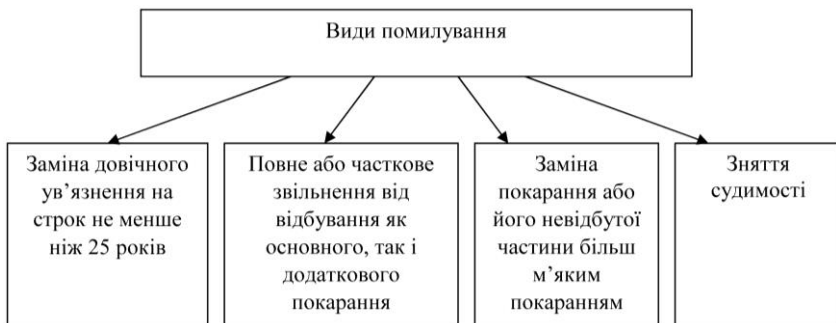 Види помилування
Заміна довічного
ув’язнення на
строк не менше
ніж 25 років
Повне або часткове
звільнення від
відбування як
основного, так і
додаткового
покарання
Заміна
покарання або
його невідбутої
частини більш
м’яким
покаранням
Зняття
судимості